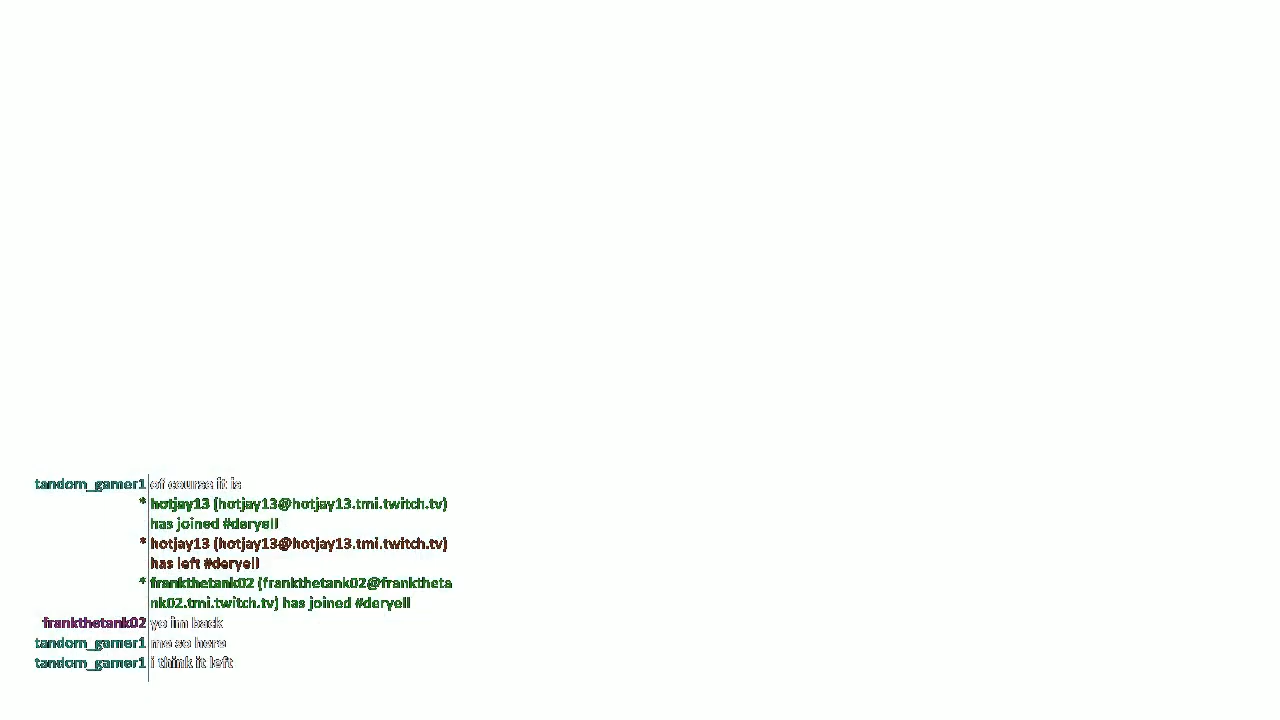 tandom_gamer1 of course it is
* hotjay13 (hotjay13@hotjay13.tmi.twitch.tv)
has joined #deryell
* hotjay13 (hotjay13@hotjay13.tmi.twitch.tv)
has left #deryell
* frankthetank02 (frankthetank02@franktheta
nk02.tmi.twitch.tv) has joined #deryell
frankthetank02 yo im back
tandom_gamer1 me so hero
tandom_gamer1 i think it left